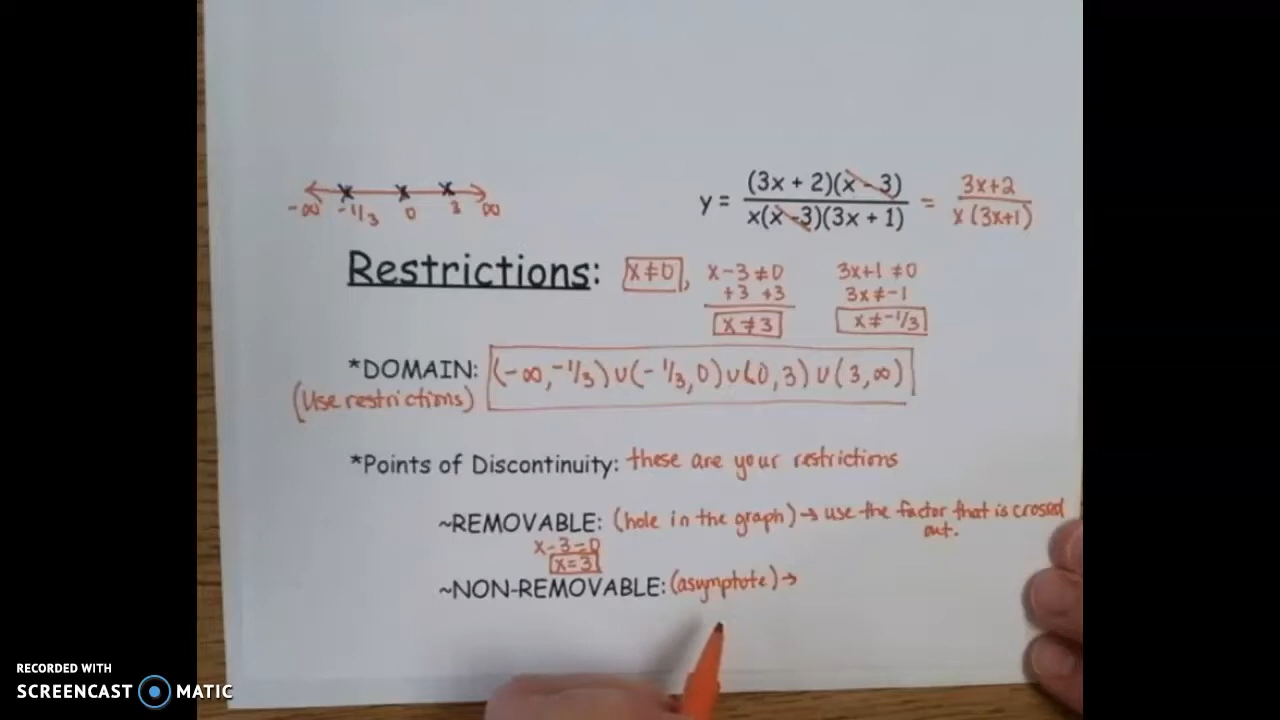 -∞ -1/3 0 3 ∞
y = (3x + 2)(x - 3) / x(x - 3)(3x + 1) = 3x+2 / x(3x+1)
Restrictions: x≠0, x-3≠0 3x+1≠0
+3 +3 3x≠-1
x≠3 x≠-1/3
*DOMAIN: (-∞,-1/3)∪(-1/3,0)∪(0,3)∪(3,∞)
(Use restrictions)
*Points of Discontinuity: these are your restrictions
~REMOVABLE: (hole in the graph)→ use the factor that is crossed
out.
x-3=0
x=3
~NON-REMOVABLE: (asymptote)→
RECORDED WITH
SCREENCAST MATIC